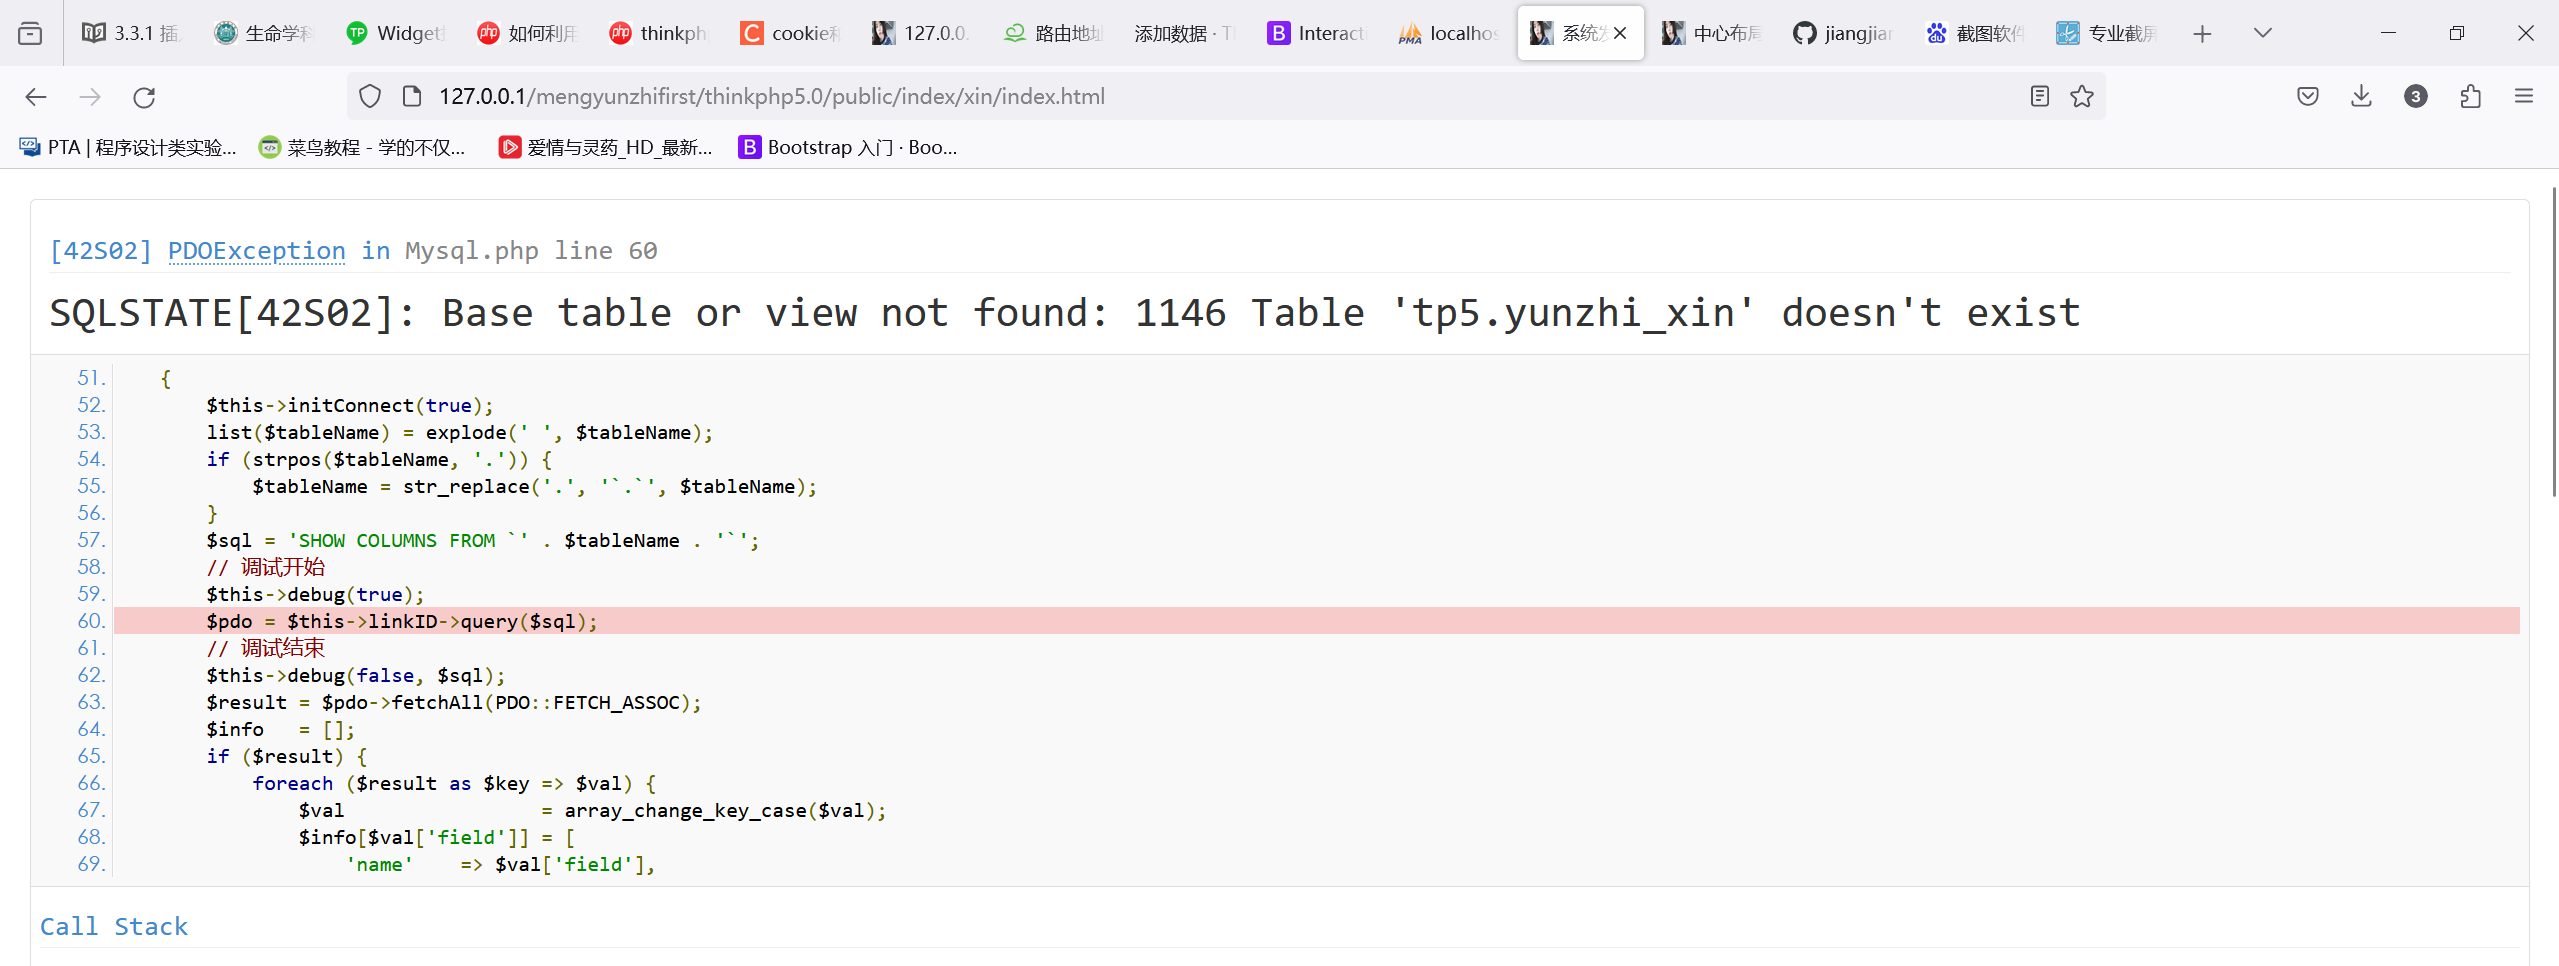 3.3.1 插
生命学科
Widget
如何利用
thinkph
cookie和
127.0.0.
路由地址
添加数据 · T
Interact
localhos
系统发
中心布局
jiangjiar
截图软件
专业截屏
127.0.0.1/mengyunzhifirst/thinkphp5.0/public/index/xin/index.html
3
PTA | 程序设计类实验...
菜鸟教程 - 学的不仅...
爱情与灵药_HD_最新...
Bootstrap 入门 · Boo...
[42S02] PDOException in Mysql.php line 60
SQLSTATE[42S02]: Base table or view not found: 1146 Table 'tp5.yunzhi_xin' doesn't exist
51. {
52. $this->initConnect(true);
53. list($tableName) = explode(' ', $tableName);
54. if (strpos($tableName, '.')) {
55. $tableName = str_replace('.', '`.`', $tableName);
56. }
57. $sql = 'SHOW COLUMNS FROM `' . $tableName . '`';
58. // 调试开始
59. $this->debug(true);
60. $pdo = $this->linkID->query($sql);
61. // 调试结束
62. $this->debug(false, $sql);
63. $result = $pdo->fetchAll(PDO::FETCH_ASSOC);
64. $info = [];
65. if ($result) {
66. foreach ($result as $key => $val) {
67. $val = array_change_key_case($val);
68. $info[$val['field']] = [
69. 'name' => $val['field'],
Call Stack